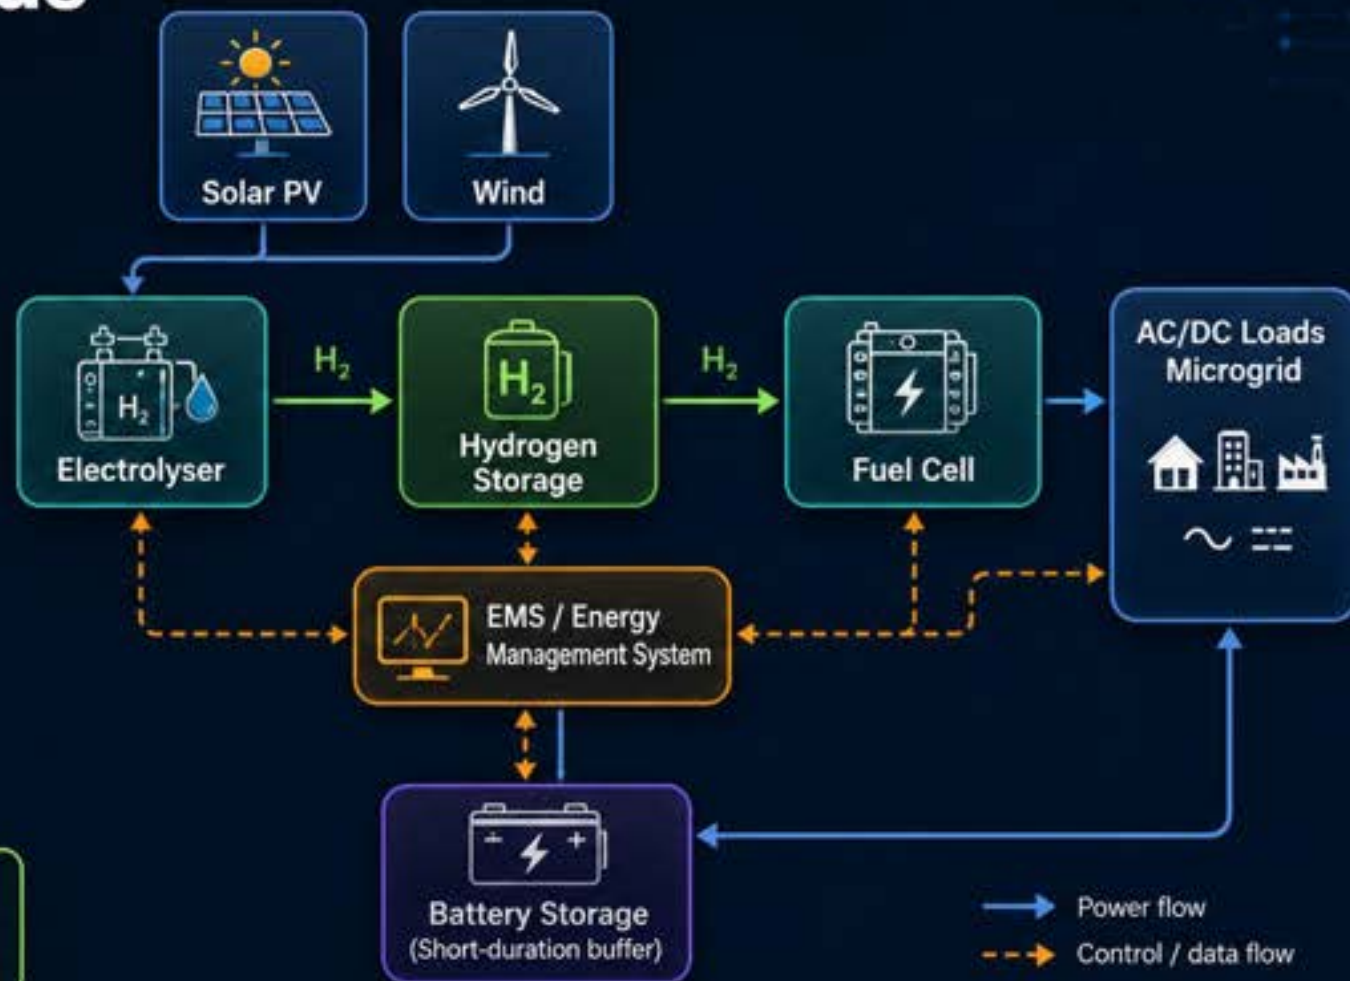 Solar PV
Wind
H₂
H₂
AC/DC Loads
Microgrid
H₂
Electrolyser
H₂
Hydrogen
Storage
Fuel Cell
EMS / Energy
Management System
Battery Storage
(Short-duration buffer)
Power flow
Control / data flow